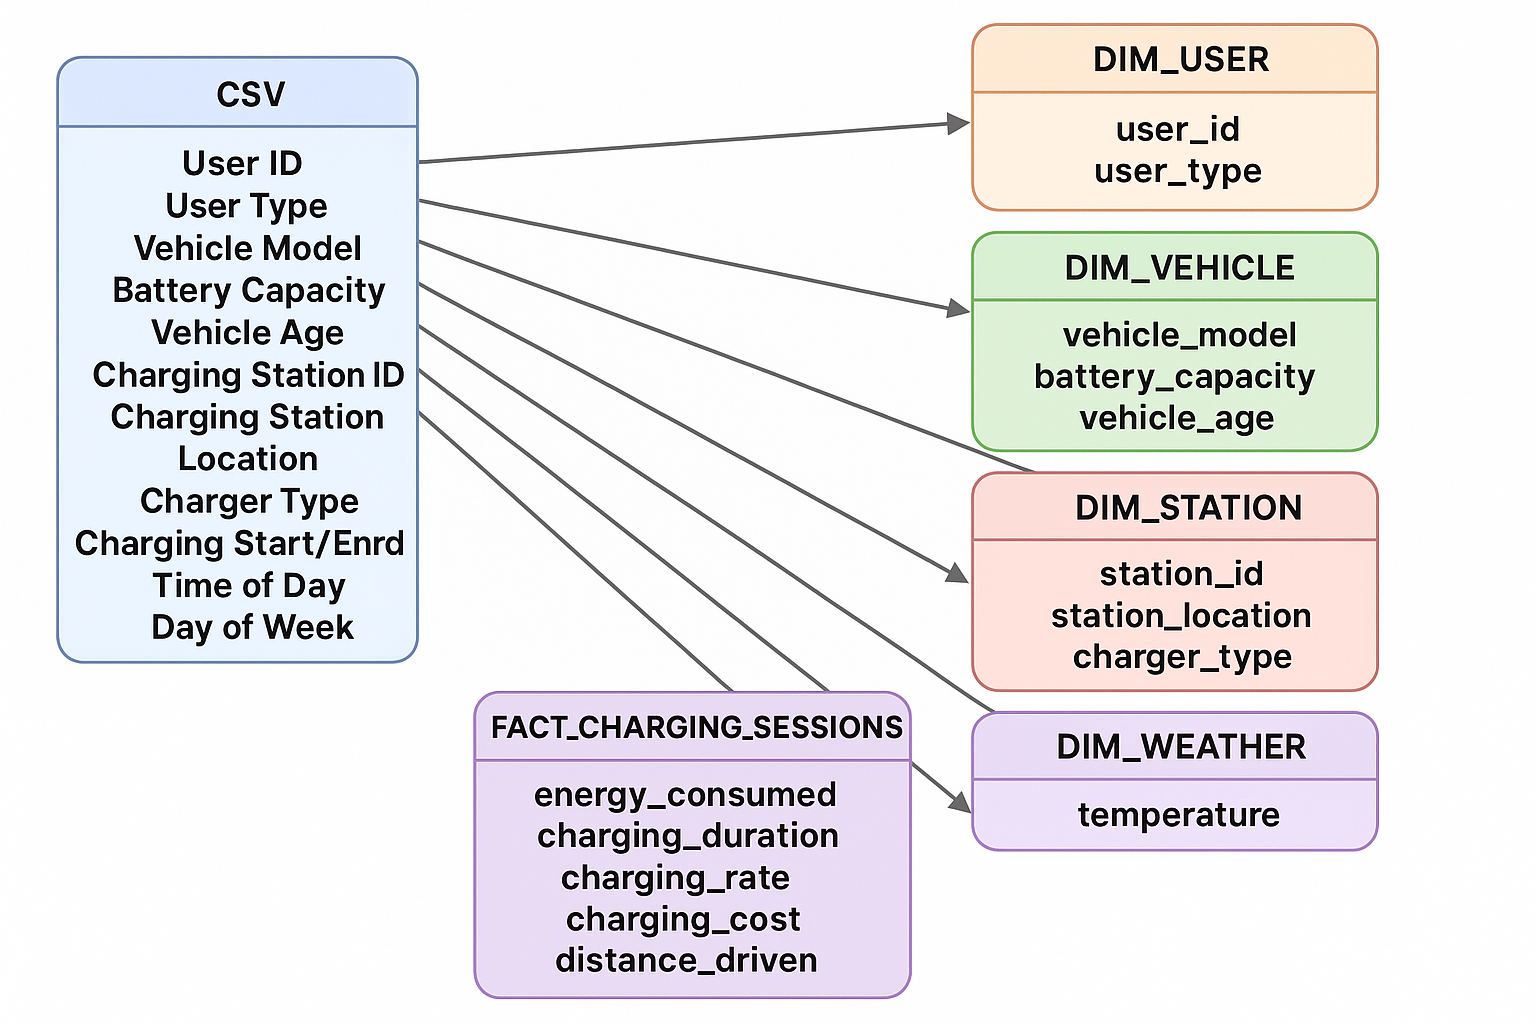 CSV
User ID
User Type
Vehicle Model
Battery Capacity
Vehicle Age
Charging Station ID
Charging Station
Location
Charger Type
Charging Start/Enrd
Time of Day
Day of Week
DIM_USER
user_id
user_type
DIM_VEHICLE
vehicle_model
battery_capacity
vehicle_age
DIM_STATION
station_id
station_location
charger_type
FACT_CHARGING_SESSIONS
energy_consumed
charging_duration
charging_rate
charging_cost
distance_driven
DIM_WEATHER
temperature